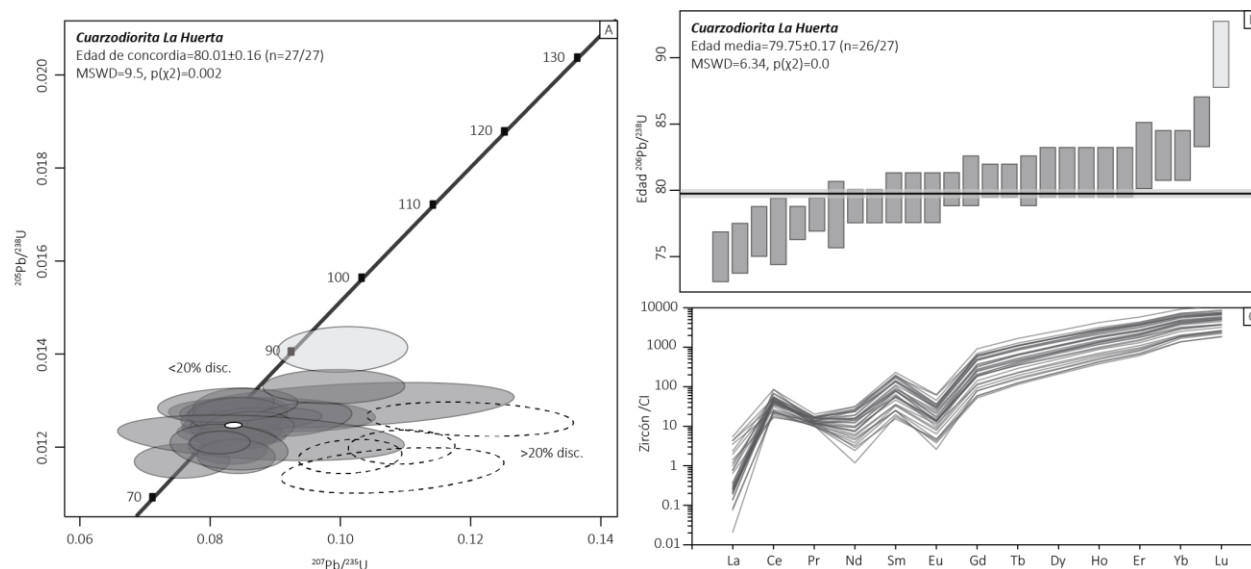 A
Cuarzodiorita La Huerta
Edad de concordia=80.01±0.16 (n=27/27)
MSWD=9.5, p(χ2)=0.002
0.020
0.018
0.016
0.014
0.012
²⁰⁵Pb/²³⁸U
130
120
110
100
90
70
<20% disc.
>20% disc.
0.06
0.08
0.10
0.12
0.14
²⁰⁷Pb/²³⁵U
Cuarzodiorita La Huerta
Edad media=79.75±0.17 (n=26/27)
MSWD=6.34, p(χ2)=0.0
90
85
80
75
Edad ²⁰⁶Pb/²³⁸U
10000
1000
100
10
1
0.1
0.01
Zircón /CI
La Ce Pr Nd Sm Eu Gd Tb Dy Ho Er Yb Lu